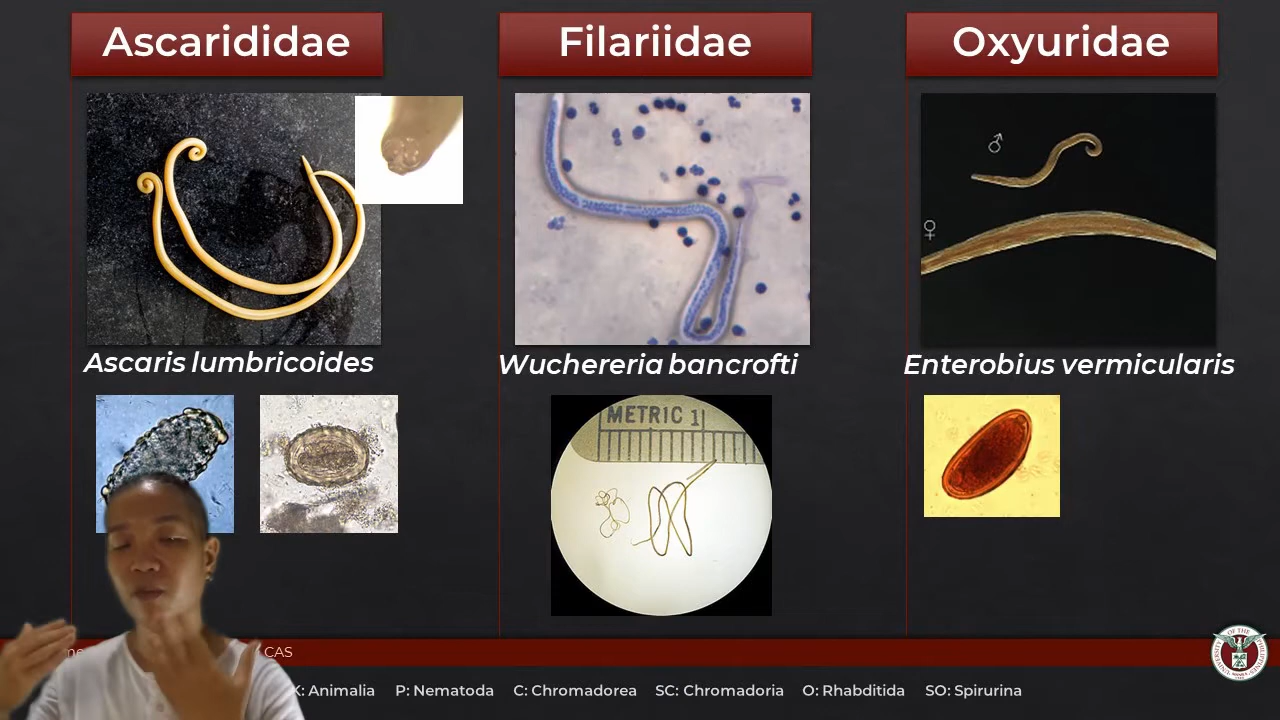 Ascarididae
Filariidae
Oxyuridae
Ascaris lumbricoides
Wuchereria bancrofti
Enterobius vermicularis
METRIC 1
CAS
K: Animalia P: Nematoda C: Chromadorea SC: Chromadoria O: Rhabditida SO: Spirurina